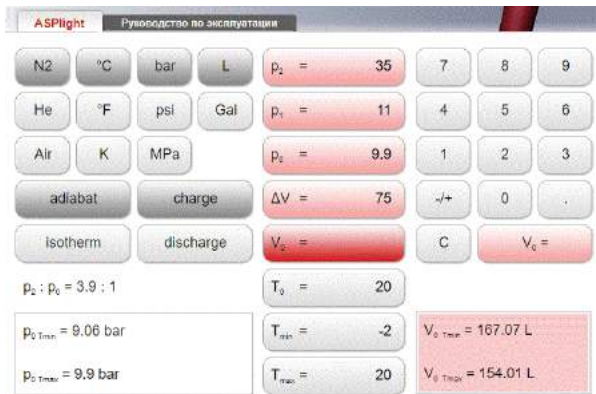 ASPlight Руководство по эксплуатации
N2 °C bar L p₂ = 35 7 8 9
He °F psi Gal p₁ = 11 4 5 6
Air K MPa p₀ = 9.9 1 2 3
adiabat charge ΔV = 75 -/+ 0 .
isotherm discharge V₀ = C V₀ =
p₂ : p₀ = 3.9 : 1 T₀ = 20
p₀ Tmin = 9.06 bar Tmin = -2 V₀ Tmin = 167.07 L
p₀ Tmax = 9.9 bar Tmax = 20 V₀ Tmax = 154.01 L